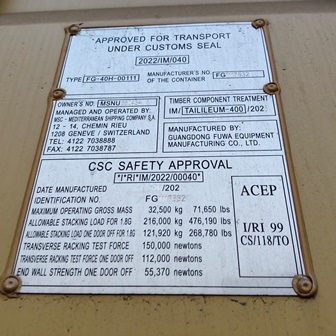 APPROVED FOR TRANSPORT
UNDER CUSTOMS SEAL
2022/IM/040
TYPE FG-40H-00111 MANUFACTURER'S NO OF THE CONTAINER FG
OWNER'S NO: MSNU
MANAGED AND OPERATED BY:
MSC - MEDITERRANEAN SHIPPING COMPANY S.A.
12 - 14, CHEMIN RIEU
1208 GENEVE / SWITZERLAND
TEL: 4122 7038888
FAX: 4122 7038787
TIMBER COMPONENT TREATMENT
IM/TAILILEUM-400/202
MANUFACTURED BY:
GUANGDONG FUWA EQUIPMENT
MANUFACTURING CO., LTD.
CSC SAFETY APPROVAL
*I*RI*IM/2022/00040*
DATE MANUFACTURED /202
IDENTIFICATION NO. FG
MAXIMUM OPERATING GROSS MASS 32,500 kg 71,650 lbs
ALLOWABLE STACKING LOAD FOR 1.8G 216,000 kg 476,190 lbs
ALLOWABLE STACKING LOAD ONE DOOR OFF FOR 1.8G 121,920 kg 268,780 lbs
TRANSVERSE RACKING TEST FORCE 150,000 newtons
TRANSVERSE RACKING TEST FORCE ONE DOOR OFF 112,000 newtons
END WALL STRENGTH ONE DOOR OFF 55,370 newtons
ACEP
I/RI 99
CS/118/TO